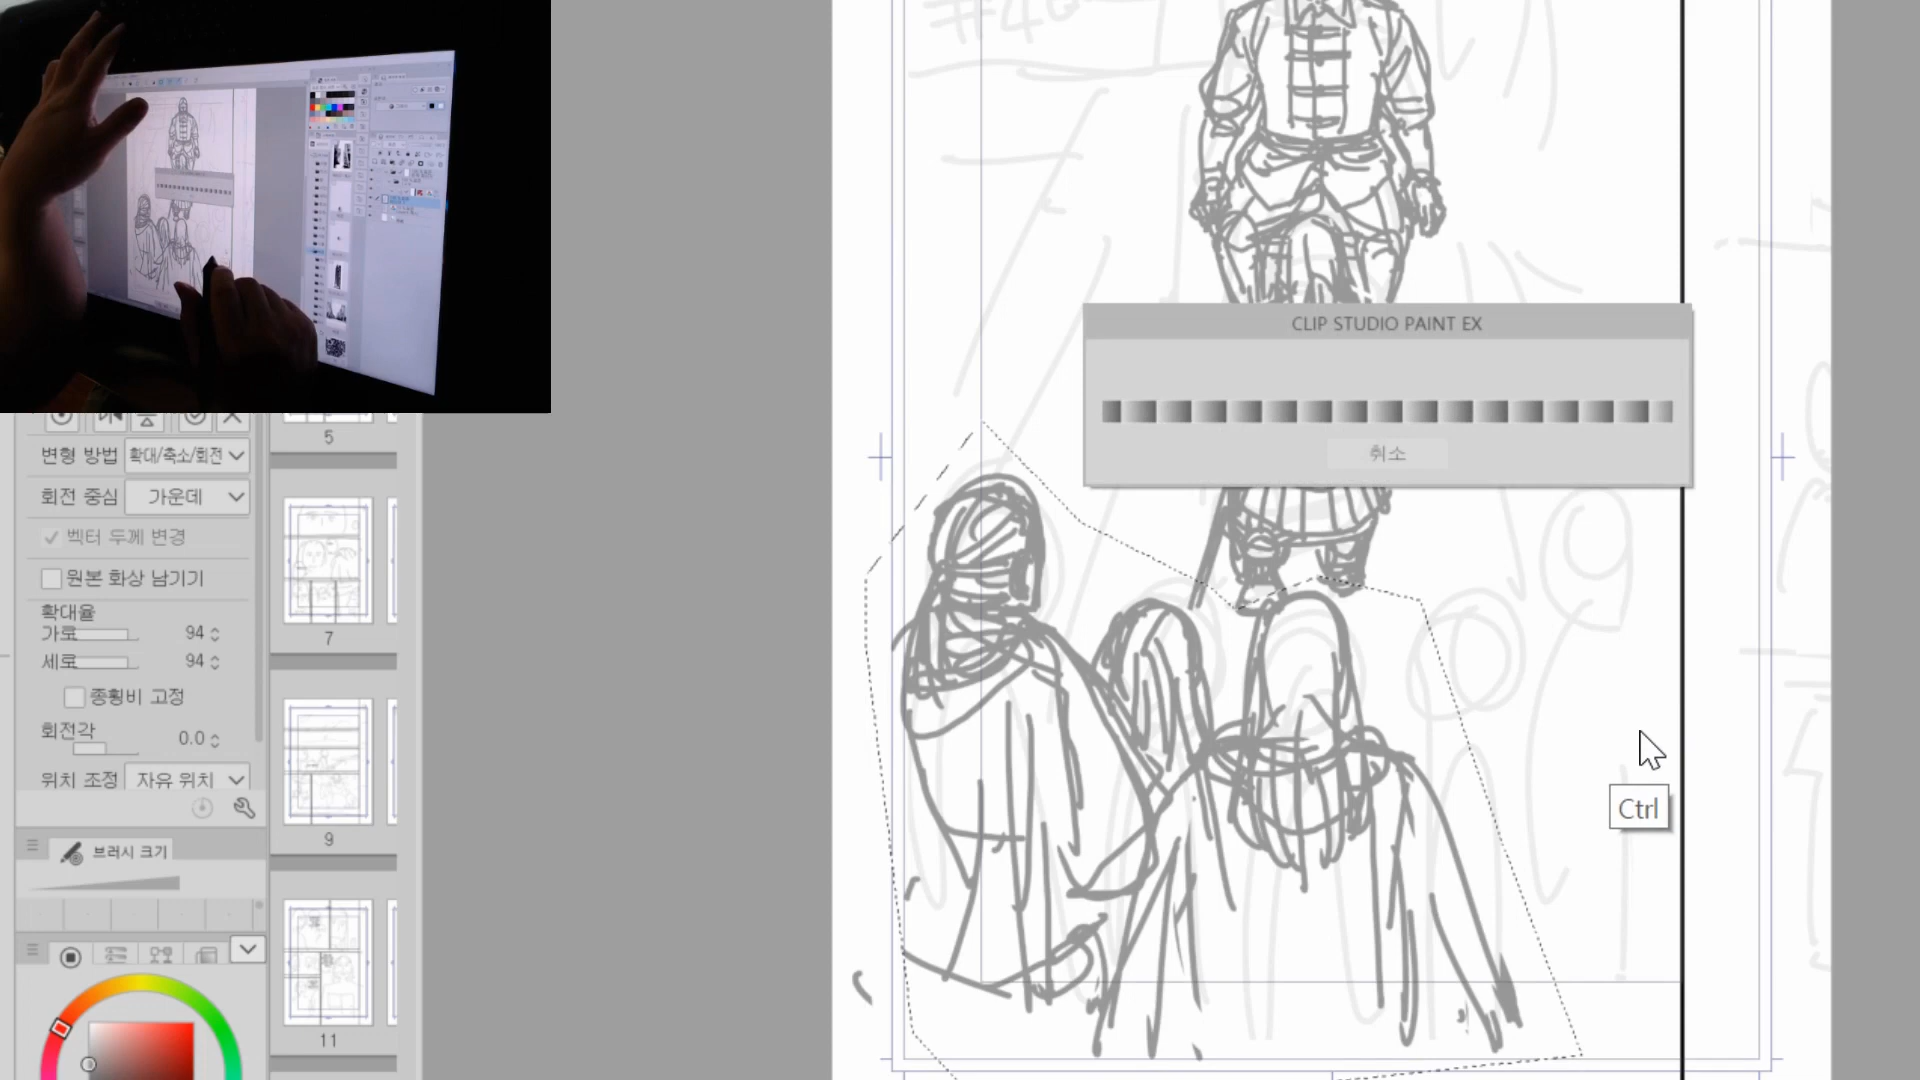 #40
CLIP STUDIO PAINT EX
취소
5
변형 방법 확대/축소/회전
회전 중심 가운데
벡터 두께 변경
원본 화상 남기기
확대율
가로 94
세로 94
종횡비 고정
회전각
0.0
위치 조정 자유 위치
7
9
11
브러시 크기
Ctrl